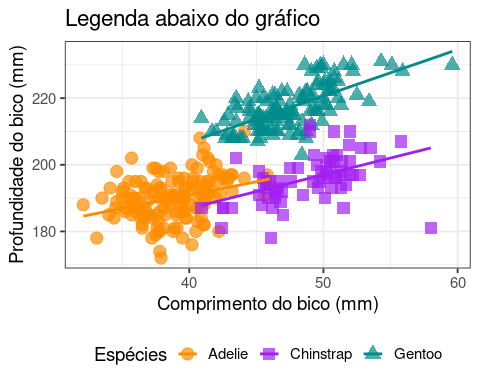 Legenda abaixo do gráfico
Profundidade do bico (mm)
220
200
180
40
50
60
Comprimento do bico (mm)
Espécies
Adelie
Chinstrap
Gentoo